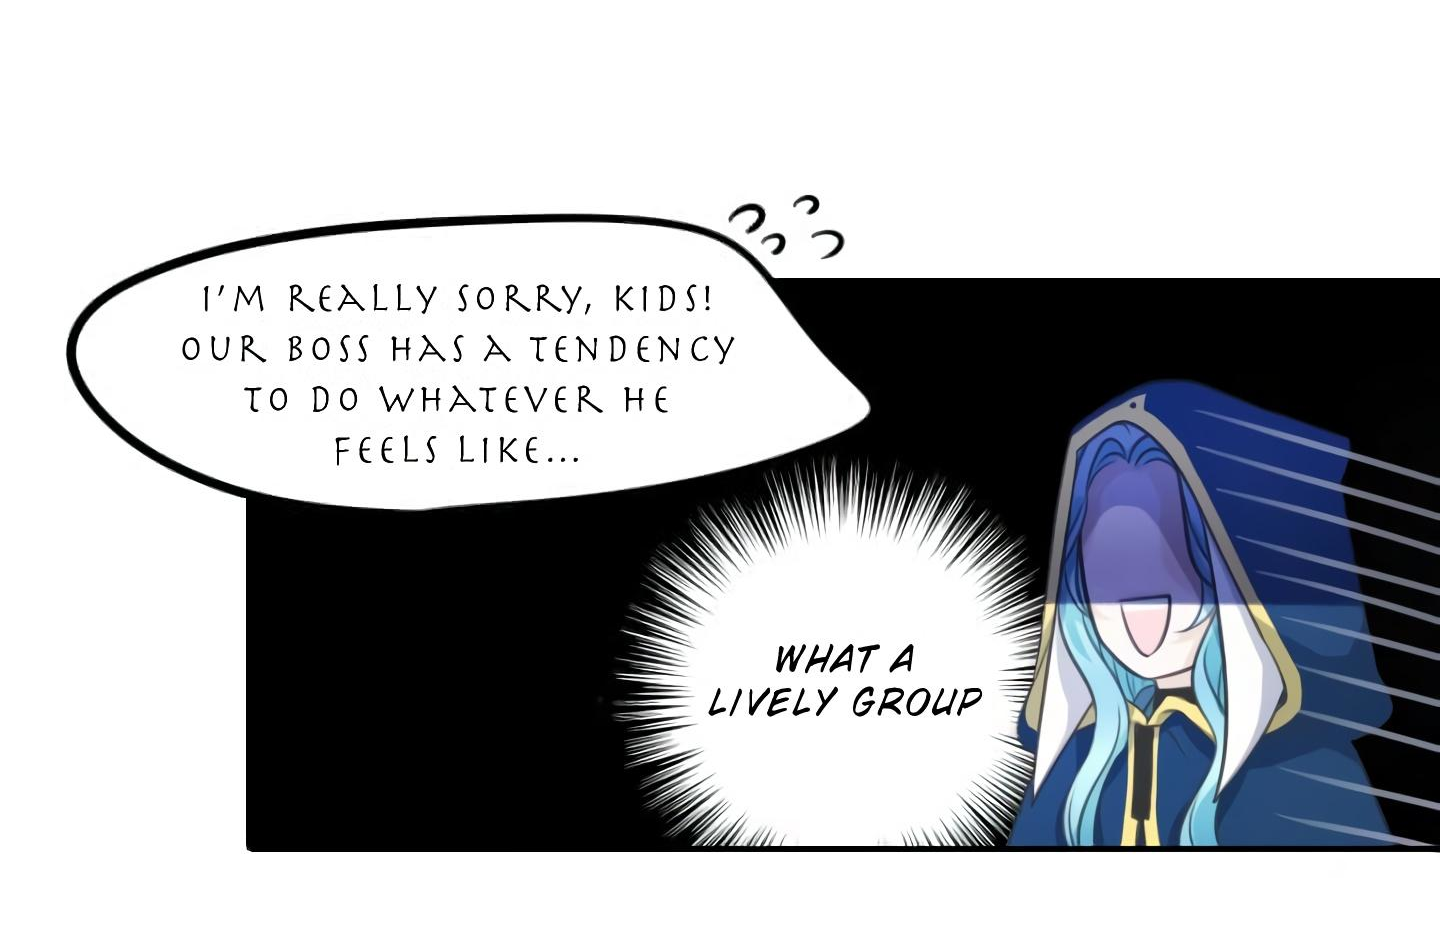 I'M REALLY SORRY, KIDS!
OUR BOSS HAS A TENDENCY
TO DO WHATEVER HE
FEELS LIKE...
WHAT A
LIVELY GROUP